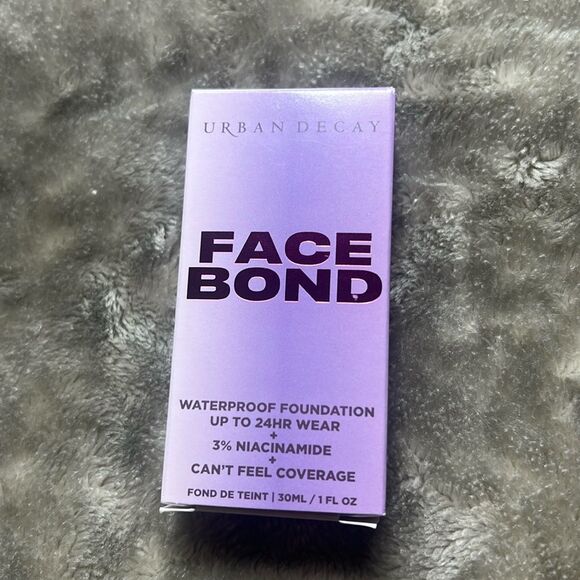 URBAN DECAY
FACE
BOND
WATERPROOF FOUNDATION
UP TO 24HR WEAR
+
3% NIACINAMIDE
+
CAN'T FEEL COVERAGE
FOND DE TEINT | 30ML / 1 FL OZ